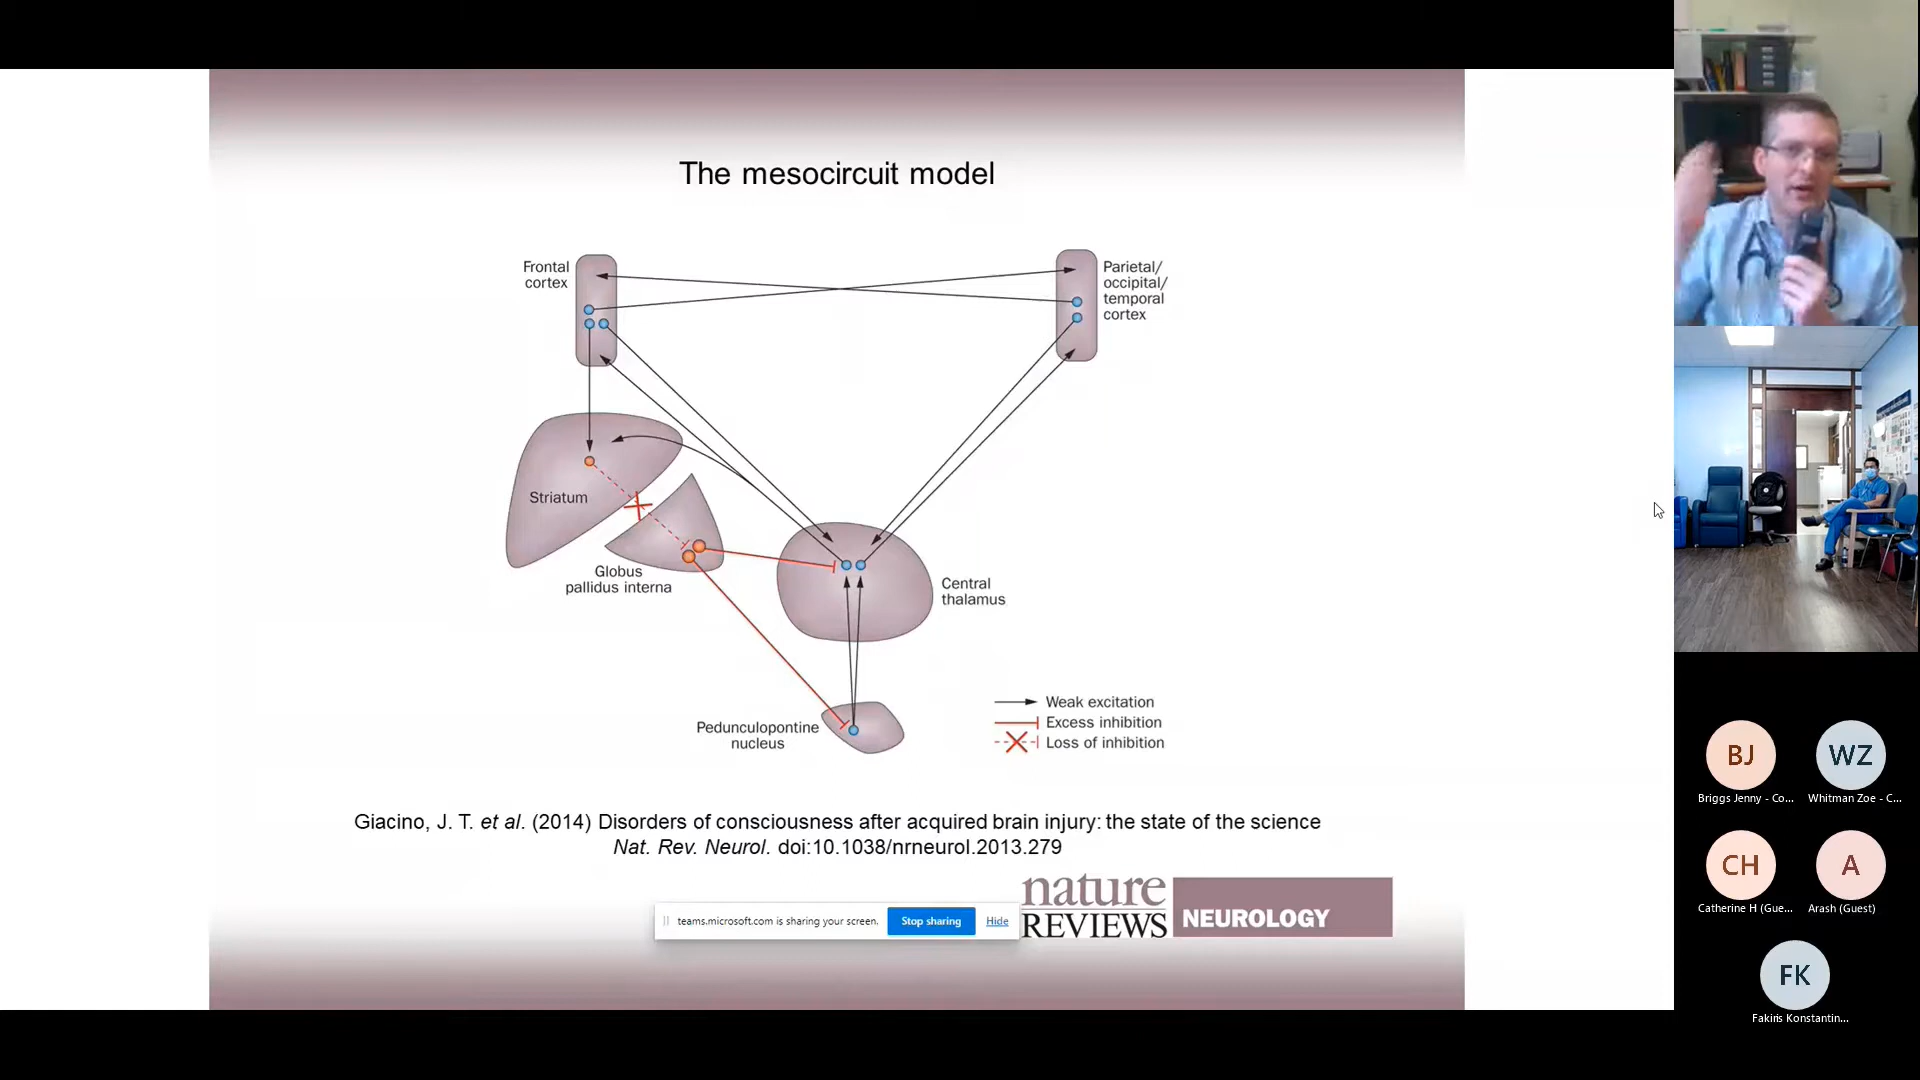 The mesocircuit model
Frontal
cortex
Parietal/
occipital/
temporal
cortex
Striatum
Globus
pallidus interna
Central
thalamus
Pedunculopontine
nucleus
Weak excitation
Excess inhibition
Loss of inhibition
Giacino, J. T. et al. (2014) Disorders of consciousness after acquired brain injury: the state of the science
Nat. Rev. Neurol. doi:10.1038/nrneurol.2013.279
teams.microsoft.com is sharing your screen.
Stop sharing
Hide
nature
REVIEWS
NEUROLOGY
BJ
Briggs Jenny - Co...
WZ
Whitman Zoe - C...
CH
Catherine H (Gue...
A
Arash (Guest)
FK
Fakiris Konstantin...